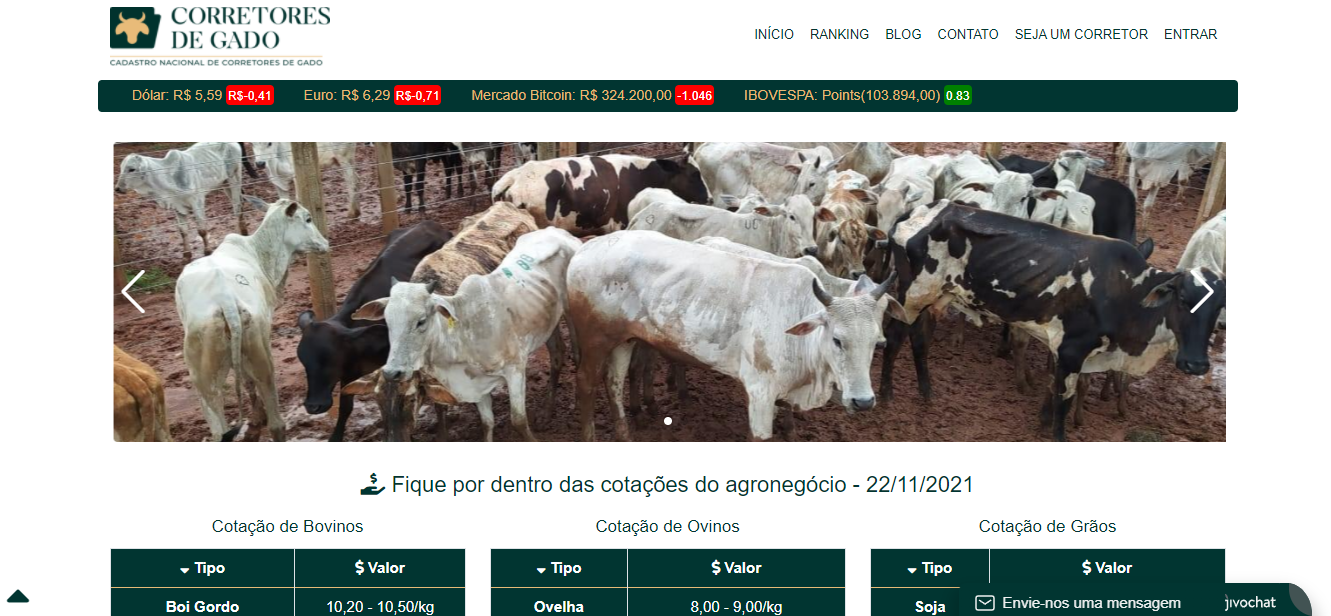 CORRETORES
DE GADO
CADASTRO NACIONAL DE CORRETORES DE GADO
INÍCIO RANKING BLOG CONTATO SEJA UM CORRETOR ENTRAR
Dólar: R$ 5,59 R$-0,41 Euro: R$ 6,29 R$-0,71 Mercado Bitcoin: R$ 324.200,00 -1.046 IBOVESPA: Points(103.894,00) 0.83
Fique por dentro das cotações do agronegócio - 22/11/2021
Cotação de Bovinos Cotação de Ovinos Cotação de Grãos
Tipo $ Valor Tipo $ Valor Tipo $ Valor
Boi Gordo 10,20 - 10,50/kg Ovelha 8,00 - 9,00/kg Soja
Envie-nos uma mensagem jivochat